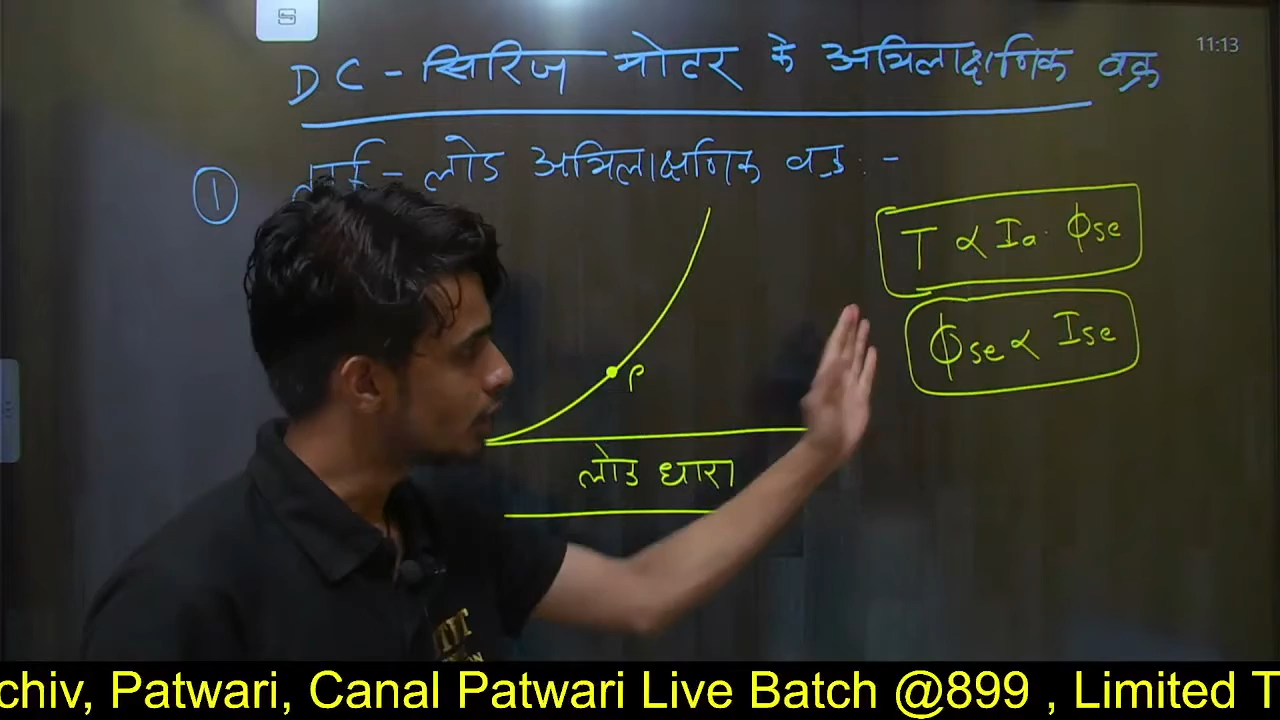 11:13
DC - सिरिज मोटर के अभिलाक्षणिक वक्र
① - लोड अभिलाक्षणिक वक्र :-
T ∝ Ia · ϕse
ϕse ∝ Ise
P
लोड धारा
chiv, Patwari, Canal Patwari Live Batch @899 , Limited T